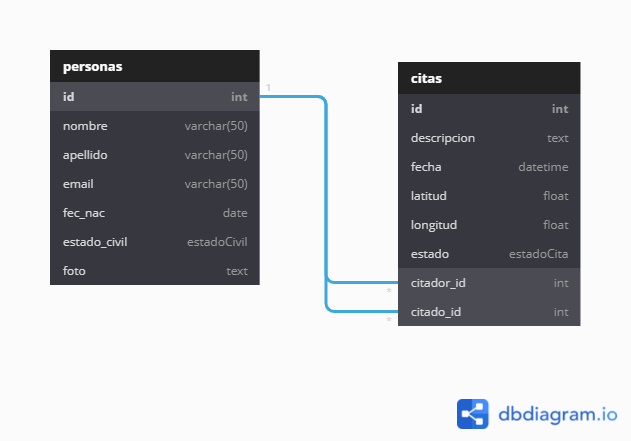 personas
id int
nombre varchar(50)
apellido varchar(50)
email varchar(50)
fec_nac date
estado_civil estadoCivil
foto text
1
citas
id int
descripcion text
fecha datetime
latitud float
longitud float
estado estadoCita
citador_id int
*
citado_id int
*
dbdiagram.io